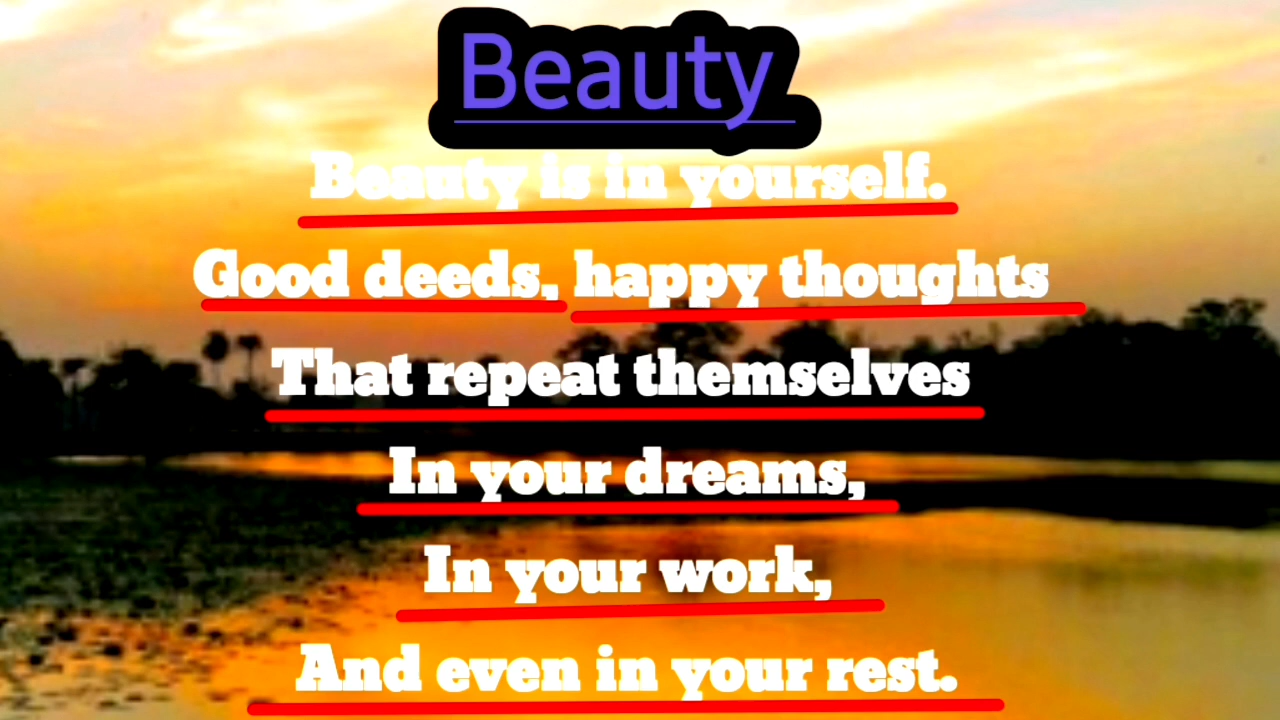 Beauty
Beauty is in yourself.
Good deeds, happy thoughts
That repeat themselves
In your dreams,
In your work,
And even in your rest.